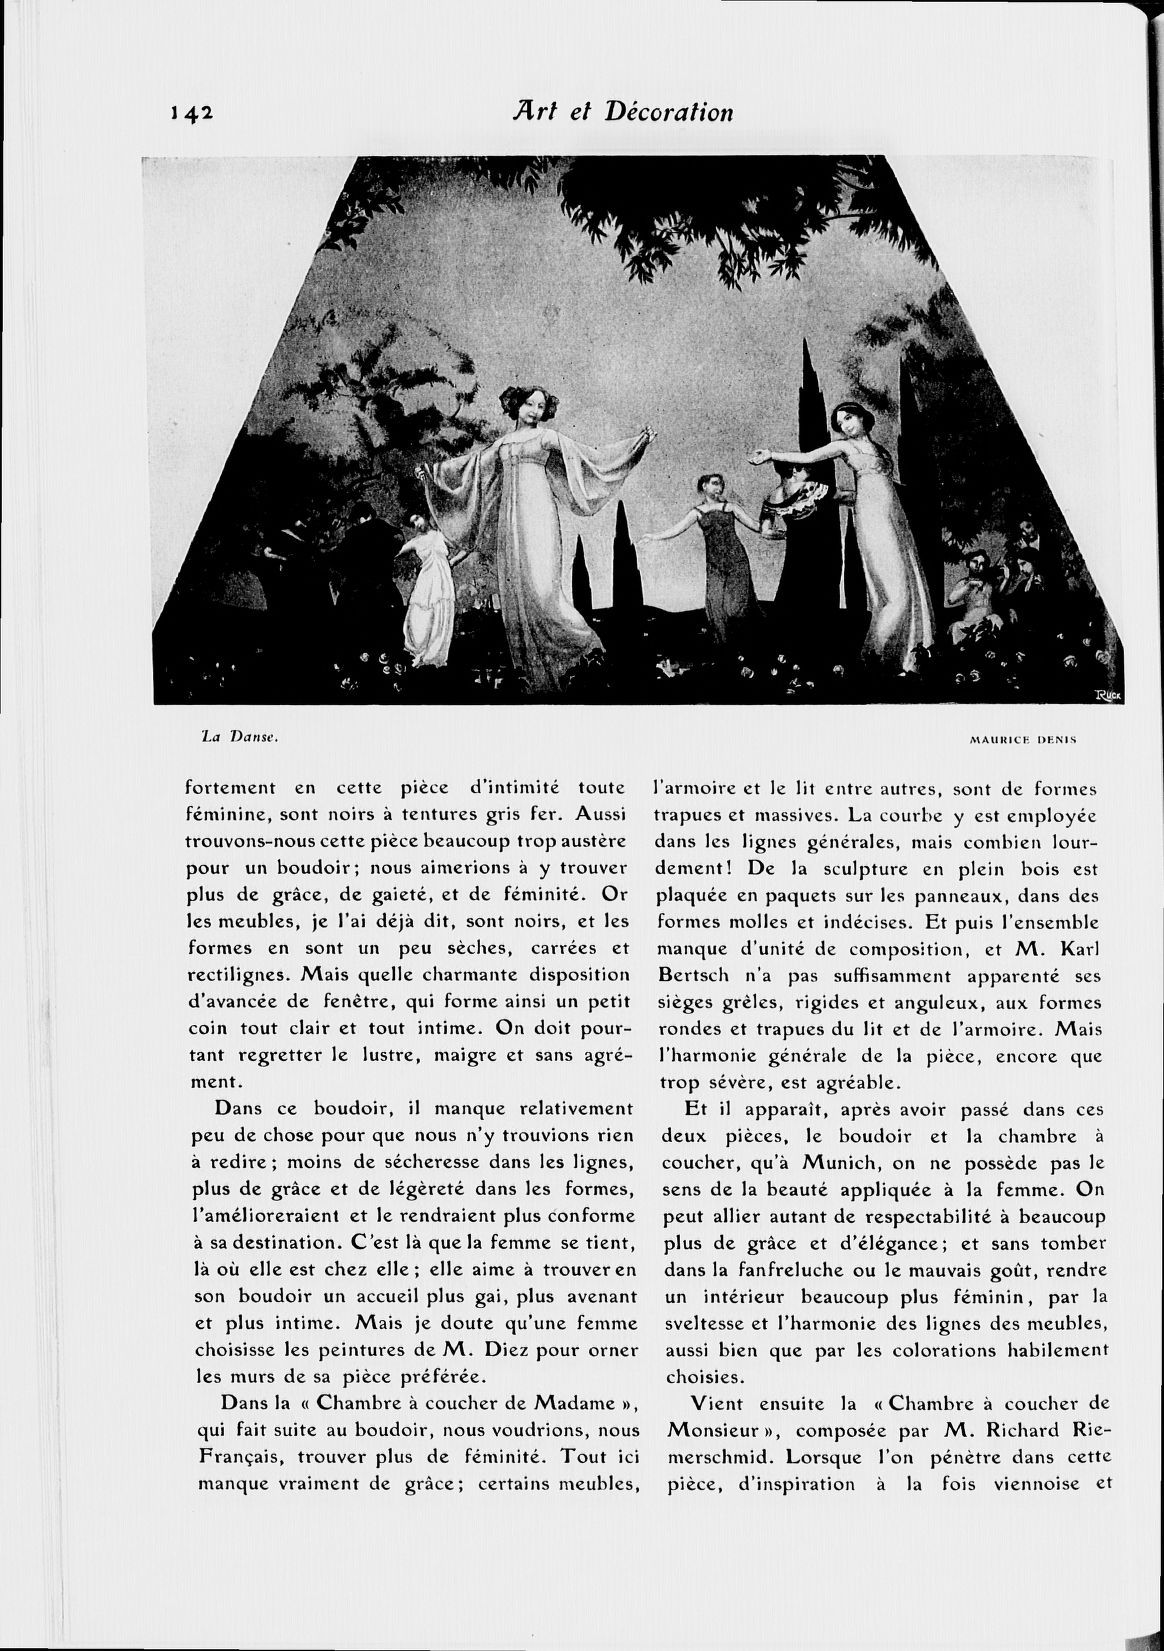 142
Art et Décoration
Ruck
La Danse.
MAURICE DENIS
fortement en cette pièce d'intimité toute
féminine, sont noirs à tentures gris fer. Aussi
trouvons-nous cette pièce beaucoup trop austère
pour un boudoir; nous aimerions à y trouver
plus de grâce, de gaieté, et de féminité. Or
les meubles, je l'ai déjà dit, sont noirs, et les
formes en sont un peu sèches, carrées et
rectilignes. Mais quelle charmante disposition
d'avancée de fenêtre, qui forme ainsi un petit
coin tout clair et tout intime. On doit pour-
tant regretter le lustre, maigre et sans agré-
ment.
Dans ce boudoir, il manque relativement
peu de chose pour que nous n'y trouvions rien
à redire; moins de sécheresse dans les lignes,
plus de grâce et de légèreté dans les formes,
l'amélioreraient et le rendraient plus conforme
à sa destination. C'est là que la femme se tient,
là où elle est chez elle; elle aime à trouver en
son boudoir un accueil plus gai, plus avenant
et plus intime. Mais je doute qu'une femme
choisisse les peintures de M. Diez pour orner
les murs de sa pièce préférée.
Dans la « Chambre à coucher de Madame »,
qui fait suite au boudoir, nous voudrions, nous
Français, trouver plus de féminité. Tout ici
manque vraiment de grâce; certains meubles,
l'armoire et le lit entre autres, sont de formes
trapues et massives. La courbe y est employée
dans les lignes générales, mais combien lour-
dement! De la sculpture en plein bois est
plaquée en paquets sur les panneaux, dans des
formes molles et indécises. Et puis l'ensemble
manque d'unité de composition, et M. Karl
Bertsch n'a pas suffisamment apparenté ses
sièges grêles, rigides et anguleux, aux formes
rondes et trapues du lit et de l'armoire. Mais
l'harmonie générale de la pièce, encore que
trop sévère, est agréable.
Et il apparaît, après avoir passé dans ces
deux pièces, le boudoir et la chambre à
coucher, qu'à Munich, on ne possède pas le
sens de la beauté appliquée à la femme. On
peut allier autant de respectabilité à beaucoup
plus de grâce et d'élégance; et sans tomber
dans la fanfreluche ou le mauvais goût, rendre
un intérieur beaucoup plus féminin, par la
sveltesse et l'harmonie des lignes des meubles,
aussi bien que par les colorations habilement
choisies.
Vient ensuite la « Chambre à coucher de
Monsieur », composée par M. Richard Rie-
merschmid. Lorsque l'on pénètre dans cette
pièce, d'inspiration à la fois viennoise et